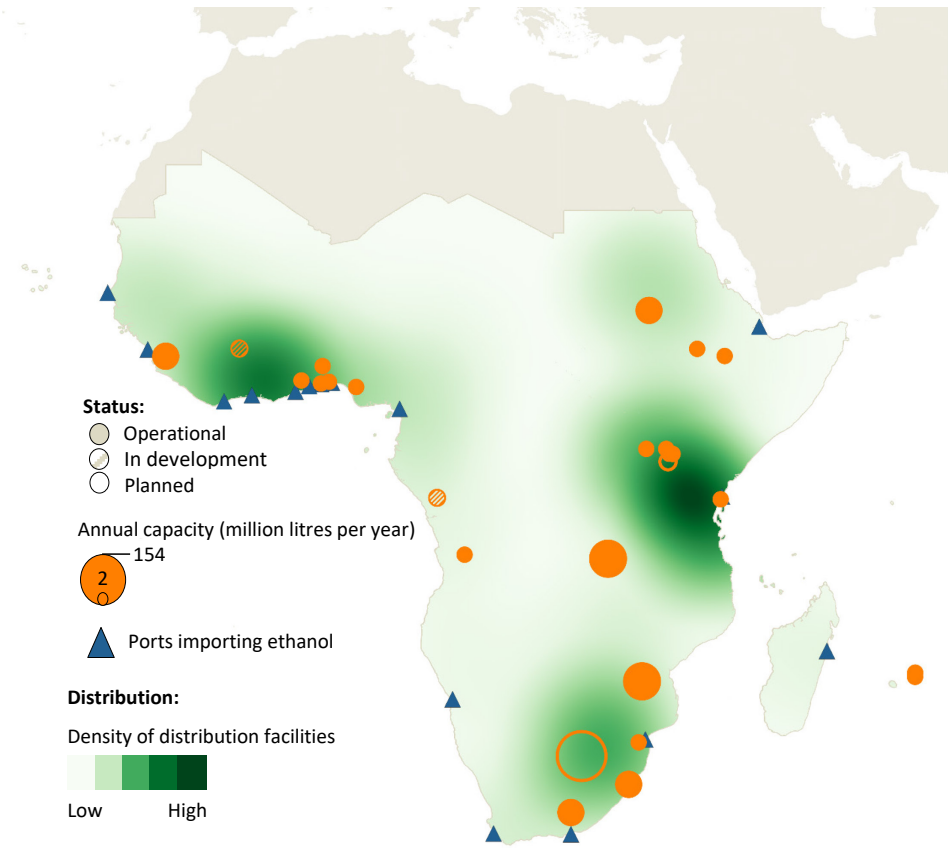 Status:
Operational
In development
Planned
Annual capacity (million litres per year)
154
2
Ports importing ethanol
Distribution:
Density of distribution facilities
Low High